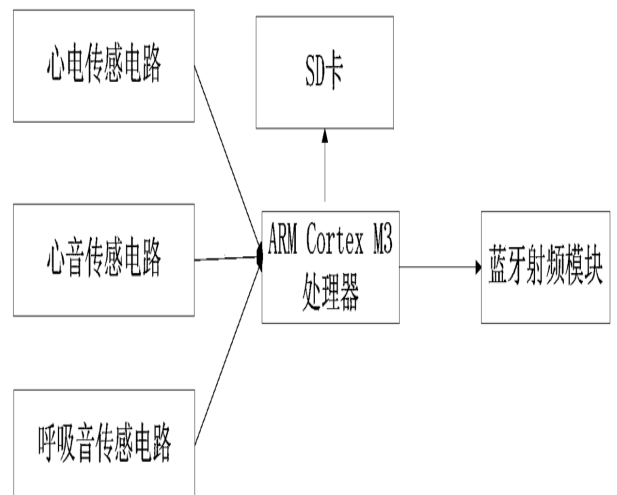 心电传感电路
SD卡
心音传感电路
ARM Cortex M3
处理器
蓝牙射频模块
呼吸音传感电路